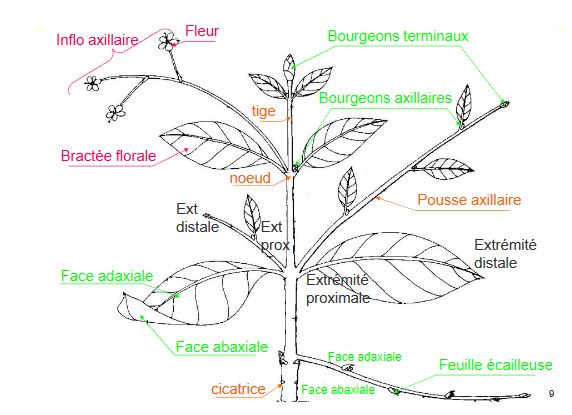 Fleur
Inflo axillaire
Bourgeons terminaux
Bourgeons axillaires
tige
Bractée florale
noeud
Pousse axillaire
Ext
distale
Ext
prox
Extrémité
distale
Face adaxiale
Extrémité
proximale
Face abaxiale
Face adaxiale
Feuille écailleuse
cicatrice
Face abaxiale
9